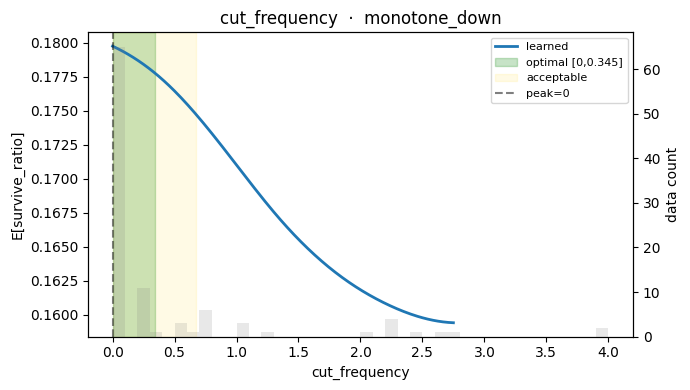 cut_frequency · monotone_down
0.1800
0.1775
0.1750
0.1725
0.1700
0.1675
0.1650
0.1625
0.1600
E[survive_ratio]
learned
optimal [0,0.345]
acceptable
peak=0
60
50
40
30
20
10
0
data count
0.0 0.5 1.0 1.5 2.0 2.5 3.0 3.5 4.0
cut_frequency